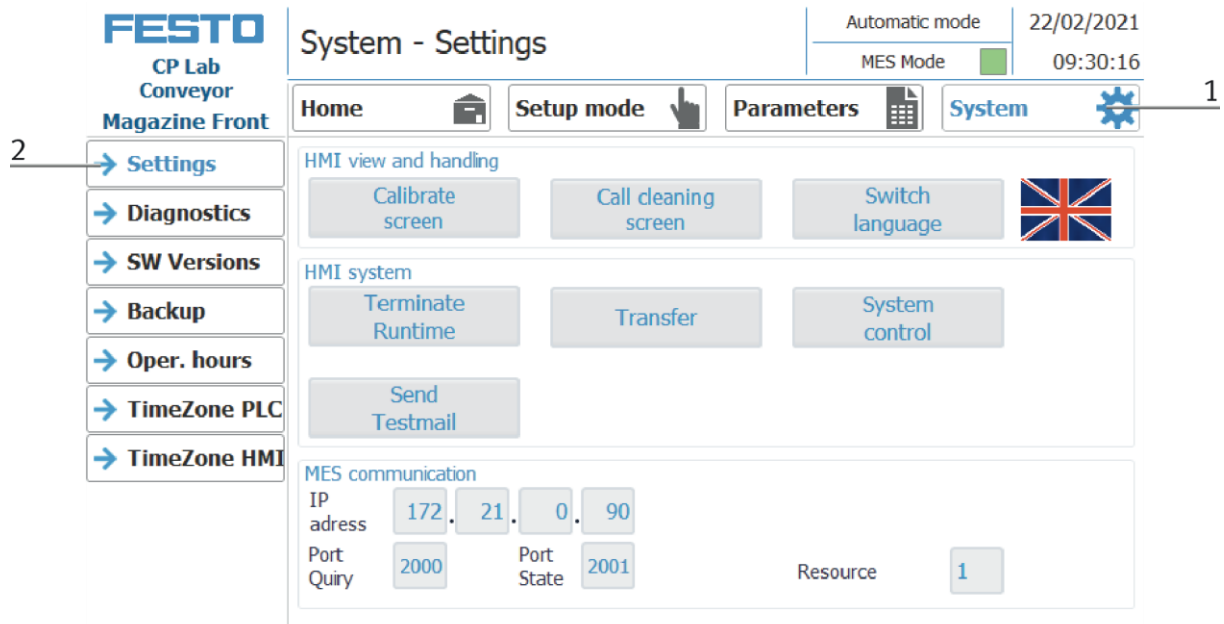 FESTO
CP Lab
Conveyor
Magazine Front
System - Settings
Automatic mode
MES Mode
22/02/2021
09:30:16
Home
Setup mode
Parameters
System
1
2
Settings
Diagnostics
SW Versions
Backup
Oper. hours
TimeZone PLC
TimeZone HMI
HMI view and handling
Calibrate
screen
Call cleaning
screen
Switch
language
HMI system
Terminate
Runtime
Transfer
System
control
Send
Testmail
MES communication
IP
adress
172 . 21 . 0 . 90
Port
Quiry
2000
Port
State
2001
Resource
1